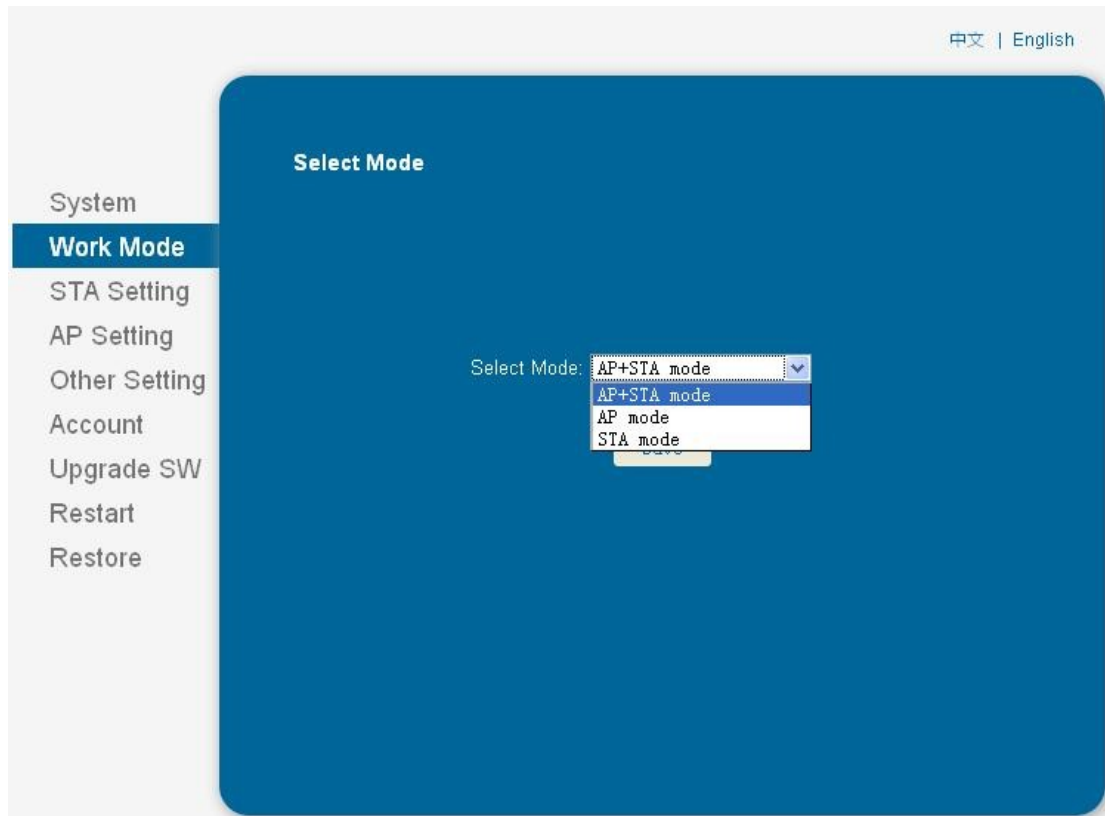 中文 | English
Select Mode
System
Work Mode
STA Setting
AP Setting
Other Setting
Account
Upgrade SW
Restart
Restore
Select Mode: AP+STA mode
AP+STA mode
AP mode
STA mode